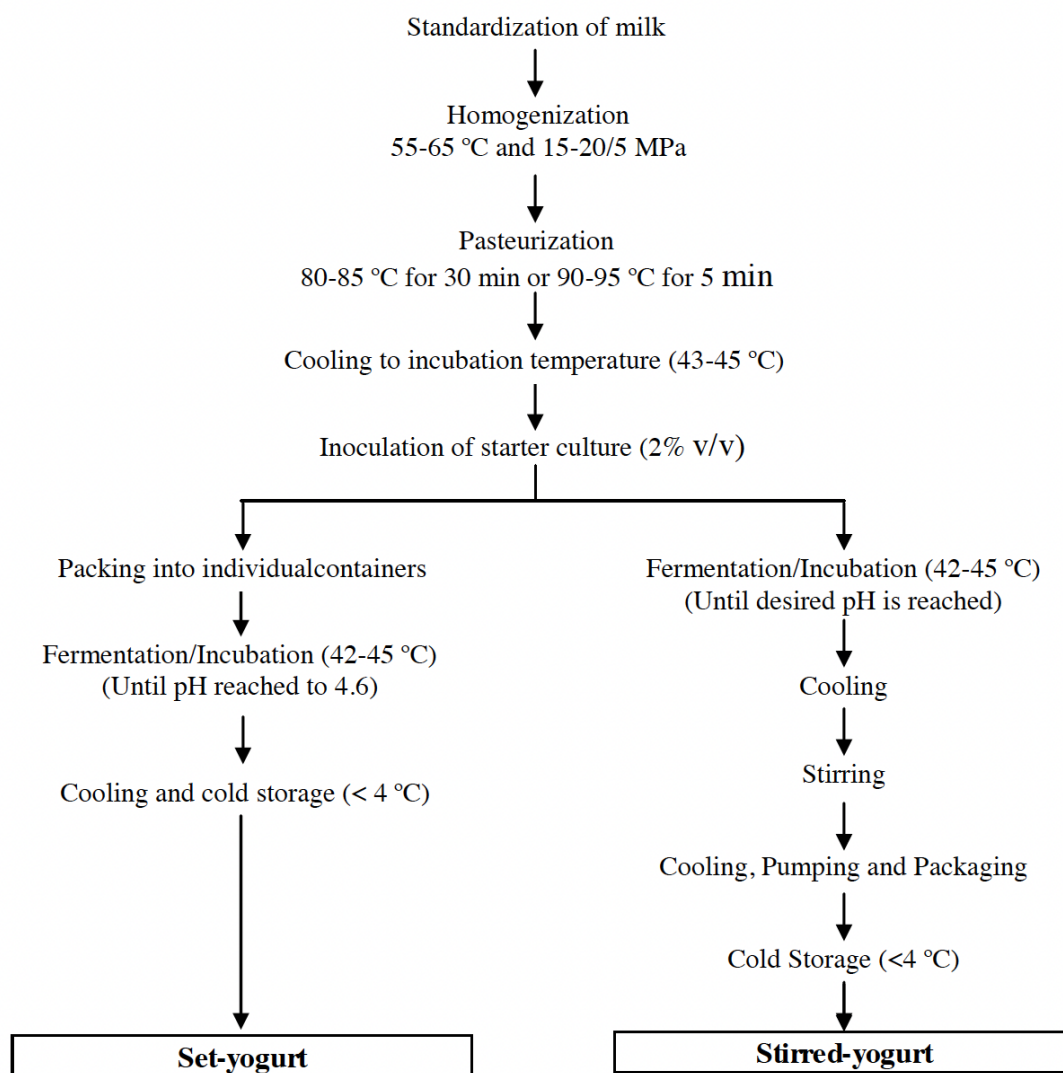 Standardization of milk
Homogenization
55-65 °C and 15-20/5 MPa
Pasteurization
80-85 °C for 30 min or 90-95 °C for 5 min
Cooling to incubation temperature (43-45 °C)
Inoculation of starter culture (2% v/v)
Packing into individualcontainers
Fermentation/Incubation (42-45 °C)
(Until pH reached to 4.6)
Cooling and cold storage (< 4 °C)
Set-yogurt
Fermentation/Incubation (42-45 °C)
(Until desired pH is reached)
Cooling
Stirring
Cooling, Pumping and Packaging
Cold Storage (<4 °C)
Stirred-yogurt